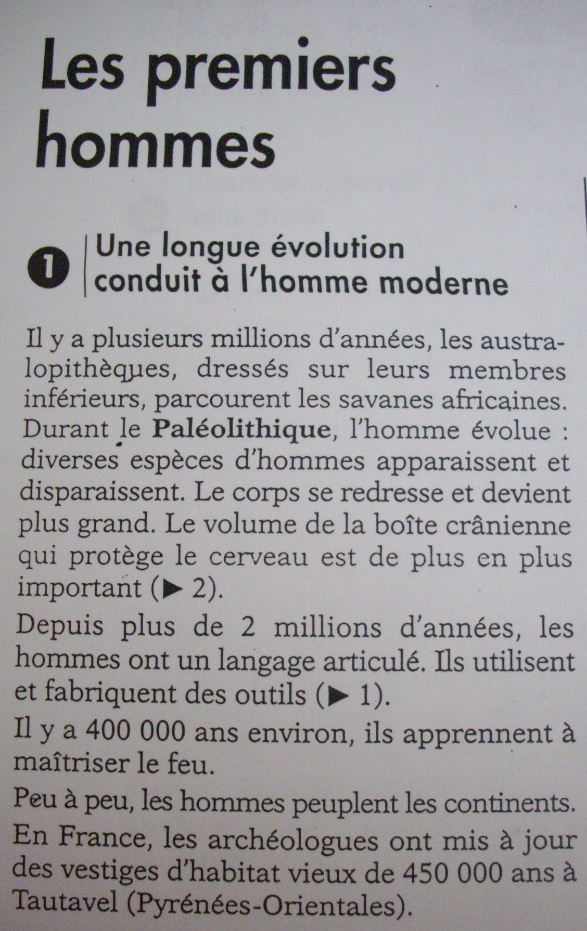 Les premiers
hommes
1 Une longue évolution
conduit à l'homme moderne
Il y a plusieurs millions d'années, les austra-
lopithèques, dressés sur leurs membres
inférieurs, parcourent les savanes africaines.
Durant le Paléolithique, l'homme évolue :
diverses espèces d'hommes apparaissent et
disparaissent. Le corps se redresse et devient
plus grand. Le volume de la boîte crânienne
qui protège le cerveau est de plus en plus
important (▶ 2).
Depuis plus de 2 millions d'années, les
hommes ont un langage articulé. Ils utilisent
et fabriquent des outils (▶ 1).
Il y a 400 000 ans environ, ils apprennent à
maîtriser le feu.
Peu à peu, les hommes peuplent les continents.
En France, les archéologues ont mis à jour
des vestiges d'habitat vieux de 450 000 ans à
Tautavel (Pyrénées-Orientales).